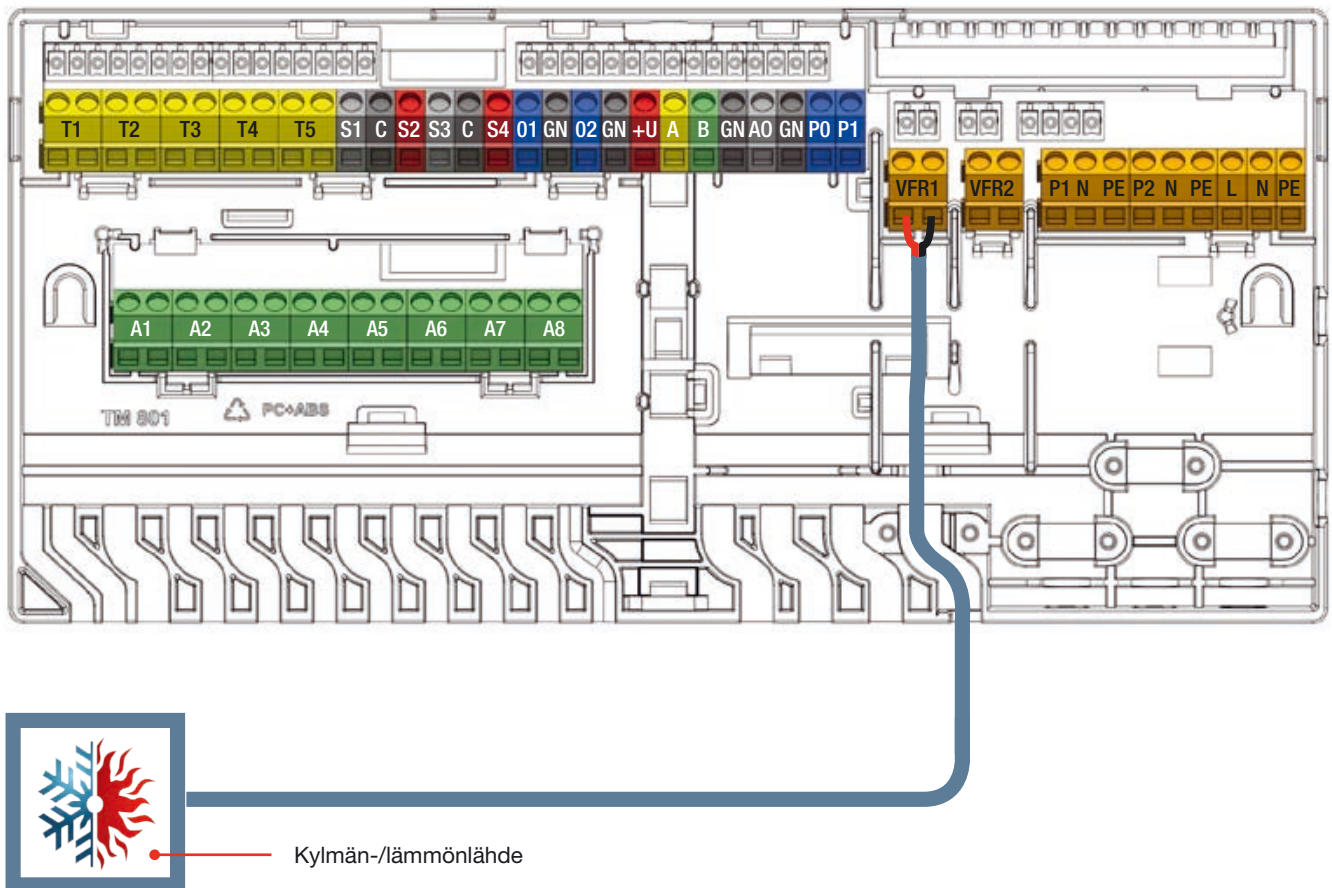 T1 T2 T3 T4 T5 S1 C S2 S3 C S4 01 GN 02 GN +U A B GN AO GN P0 P1
VFR1 VFR2 P1 N PE P2 N PE L N PE
A1 A2 A3 A4 A5 A6 A7 A8
TM 801 PC+ABS
Kylmän-/lämmönlähde